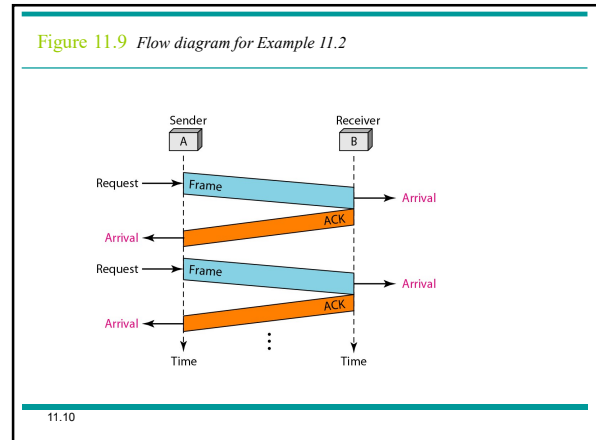 Figure 11.9 Flow diagram for Example 11.2
Sender
Receiver
A
B
Request
Frame
Arrival
ACK
Arrival
Request
Frame
Arrival
ACK
Arrival
Time
Time
11.10